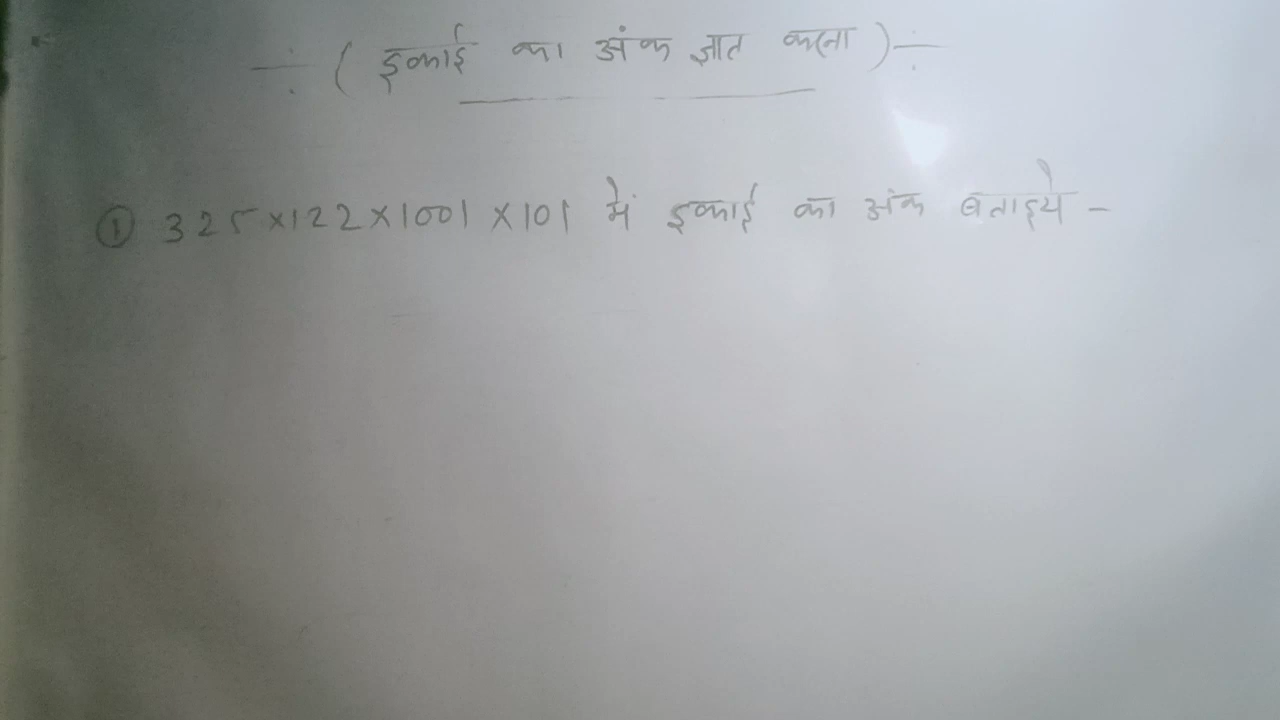 ÷ ( इकाई का अंक ज्ञात करना ) ÷
① 325×122×1001×101 में इकाई का अंक बताइये -